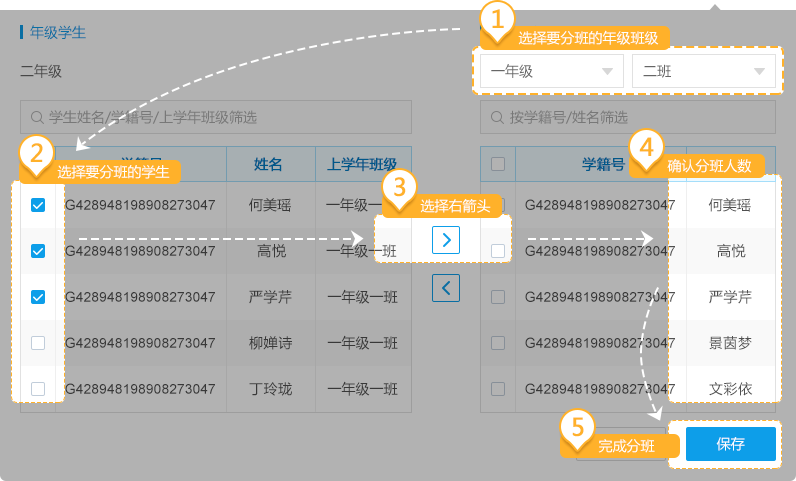 1
选择要分班的年级班级
年级学生
二年级
一年级
二班
学生姓名/学籍号/上学年班级筛选
按学籍号/姓名筛选
2
选择要分班的学生
学籍号 姓名 上学年班级
G428948198908273047 何美瑶 一年级一班
G428948198908273047 高悦 一年级一班
G428948198908273047 严学芹 一年级一班
G428948198908273047 柳婵诗 一年级一班
G428948198908273047 丁玲珑 一年级一班
3
选择右箭头
4
确认分班人数
学籍号
G428948198908273047 何美瑶
G428948198908273047 高悦
G428948198908273047 严学芹
G428948198908273047 景茵梦
G428948198908273047 文彩依
5
完成分班
保存